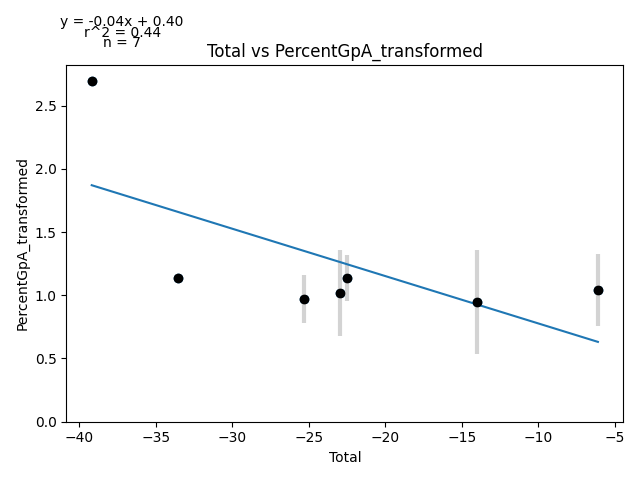 y = -0.04x + 0.40
r^2 = 0.44
n = 7
Total vs PercentGpA_transformed
PercentGpA_transformed
2.5
2.0
1.5
1.0
0.5
0.0
−40 −35 −30 −25 −20 −15 −10 −5
Total